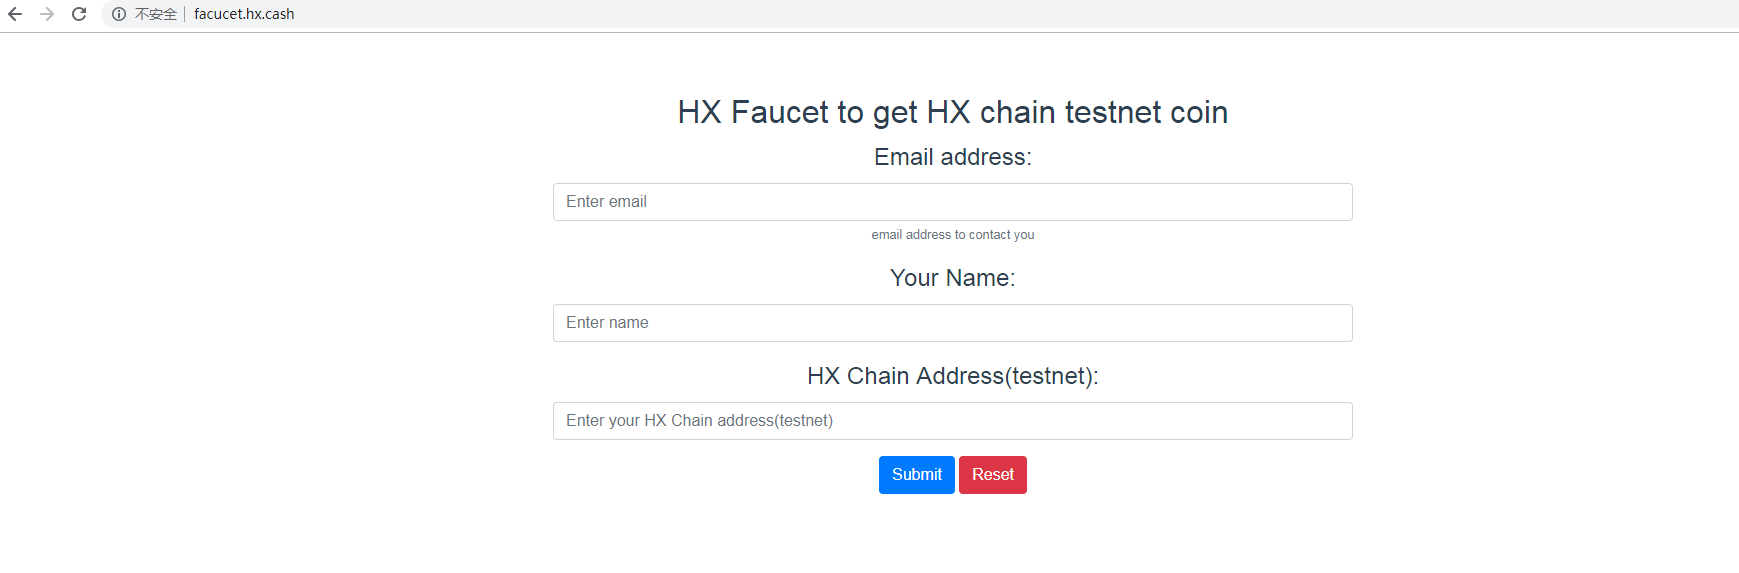 不安全 facucet.hx.cash
HX Faucet to get HX chain testnet coin
Email address:
Enter email
email address to contact you
Your Name:
Enter name
HX Chain Address(testnet):
Enter your HX Chain address(testnet)
Submit Reset